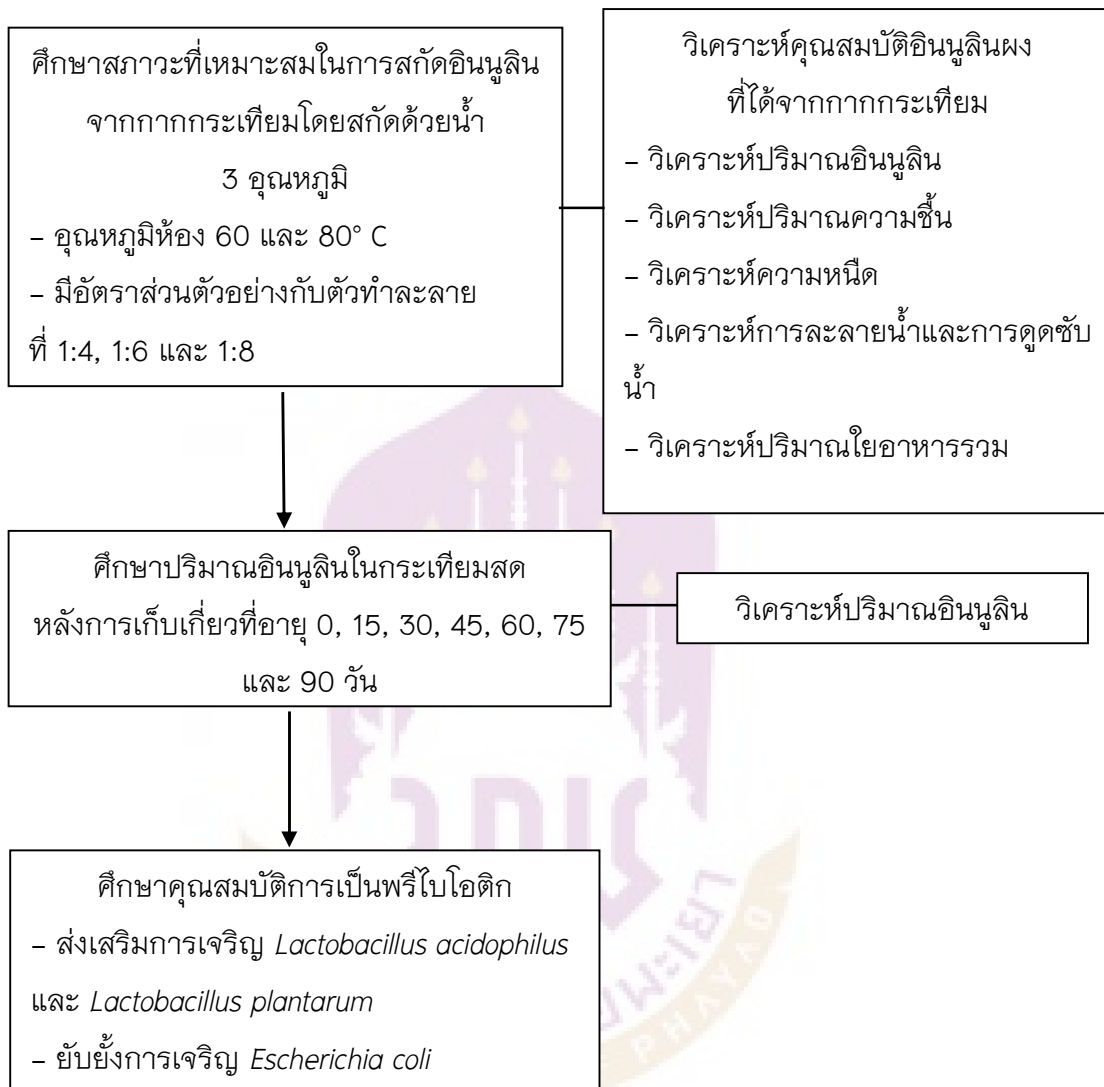 ศึกษาสภาวะที่เหมาะสมในการสกัดอินนูลิน
จากกากกระเทียมโดยสกัดด้วยน้ำ
3 อุณหภูมิ
– อุณหภูมิห้อง 60 และ 80° C
– มีอัตราส่วนตัวอย่างกับตัวทำละลาย
ที่ 1:4, 1:6 และ 1:8
วิเคราะห์คุณสมบัติอินนูลินผง
ที่ได้จากกากกระเทียม
– วิเคราะห์ปริมาณอินนูลิน
– วิเคราะห์ปริมาณความชื้น
– วิเคราะห์ความหนืด
– วิเคราะห์การละลายน้ำและการดูดซับ
น้ำ
– วิเคราะห์ปริมาณใยอาหารรวม
ศึกษาปริมาณอินนูลินในกระเทียมสด
หลังการเก็บเกี่ยวที่อายุ 0, 15, 30, 45, 60, 75
และ 90 วัน
วิเคราะห์ปริมาณอินนูลิน
ศึกษาคุณสมบัติการเป็นพรีไบโอติก
– ส่งเสริมการเจริญ Lactobacillus acidophilus
และ Lactobacillus plantarum
– ยับยั้งการเจริญ Escherichia coli
PHAYAO